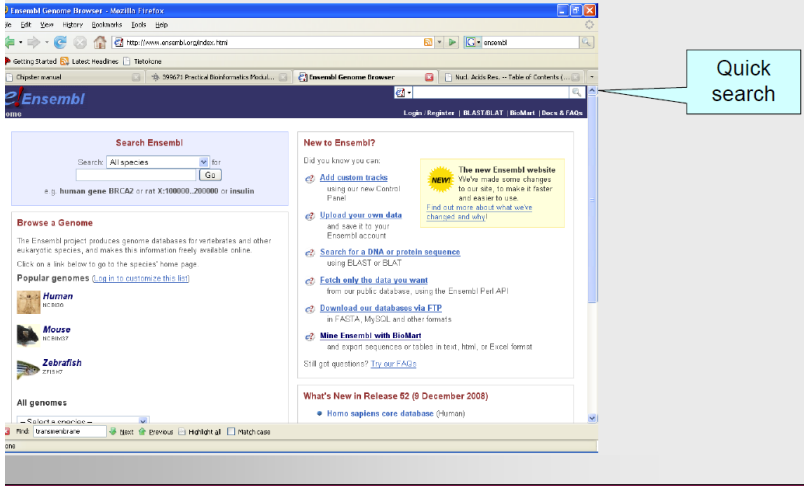 Ensembl Genome Browser - Mozilla Firefox
Edit View History Bookmarks Tools Help
http://www.ensembl.org/index.html
ensembl
Getting Started Latest Headlines Tietokone
Chipster manual
399671 Practical Bioinformatics Modul...
Ensembl Genome Browser
Nucl. Acids Res. -- Table of Contents (...
Quick
search
Ensembl
ome
Login / Register | BLAST/BLAT | BioMart | Docs & FAQs
Search Ensembl
Search: All species for
Go
e.g. human gene BRCA2 or rat X:100000..200000 or insulin
Browse a Genome
The Ensembl project produces genome databases for vertebrates and other
eukaryotic species, and makes this information freely available online.
Click on a link below to go to the species' home page.
Popular genomes (Log in to customize this list)
Human
NCBI36
Mouse
NCBIM37
Zebrafish
ZFISH7
All genomes
-- Select a species --
New to Ensembl?
Did you know you can:
Add custom tracks
using our new Control
Panel
Upload your own data
and save it to your
Ensembl account
Search for a DNA or protein sequence
using BLAST or BLAT
Fetch only the data you want
from our public database, using the Ensembl Perl API
Download our databases via FTP
in FASTA, MySQL and other formats
Mine Ensembl with BioMart
and export sequences or tables in text, html, or Excel format
Still got questions? Try our FAQs
NEW!
The new Ensembl website
We've made some changes
to our site, to make it faster
and easier to use.
Find out more about what we've
changed and why!
What's New in Release 52 (9 December 2008)
Homo sapiens core database (Human)
Find: transmembrane Next Previous Highlight all Match case
one